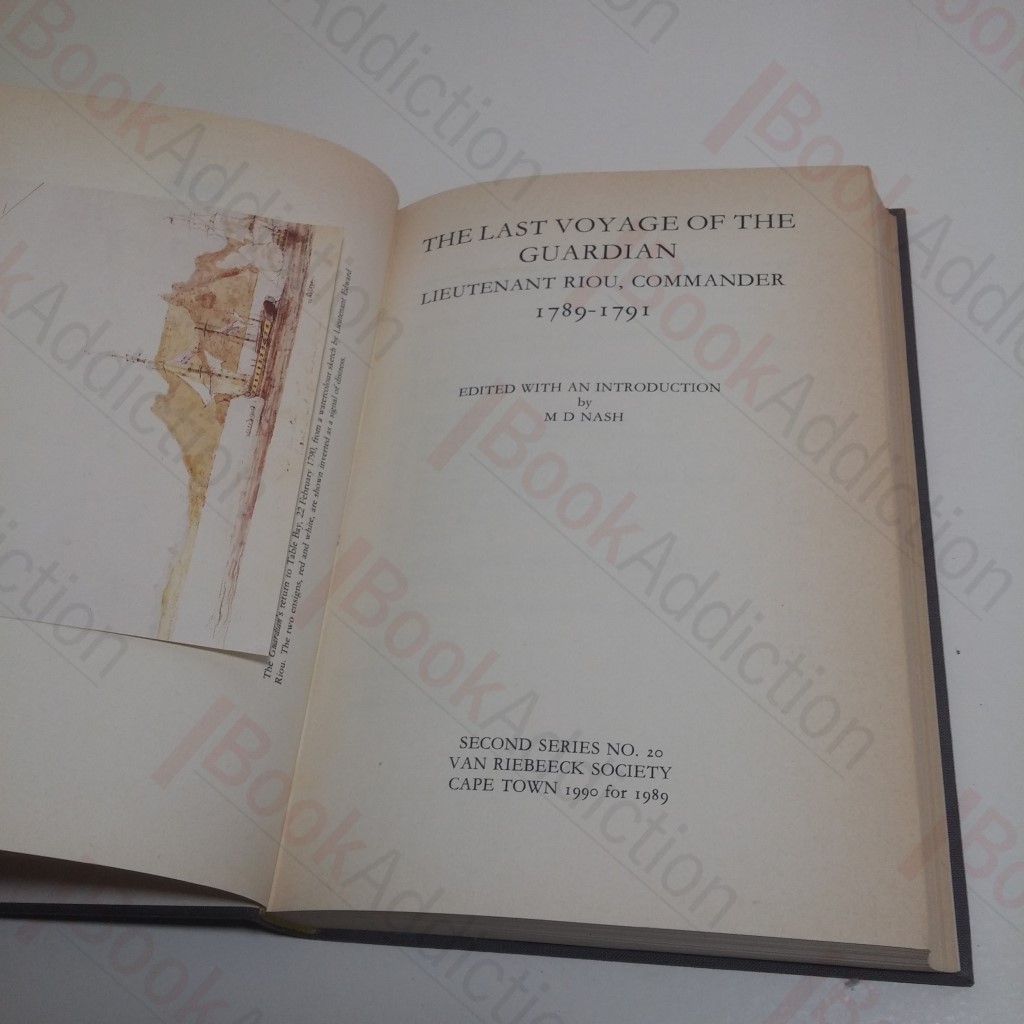 The Guardian's return to Table Bay, 22 February 1790, from a watercolour sketch by Lieutenant Edward
Riou. The two ensigns, red and white, are shown inverted as a signal of distress.
THE LAST VOYAGE OF THE
GUARDIAN
LIEUTENANT RIOU, COMMANDER
1789-1791
EDITED WITH AN INTRODUCTION
by
M D NASH
SECOND SERIES NO. 20
VAN RIEBEECK SOCIETY
CAPE TOWN 1990 for 1989
BookAddiction